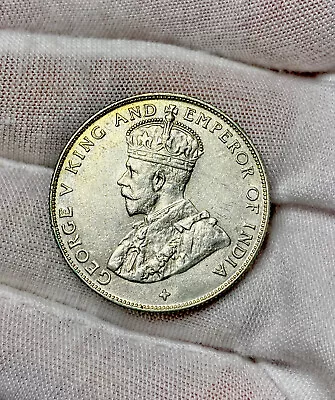 GEORGE V KING AND EMPEROR OF INDIA